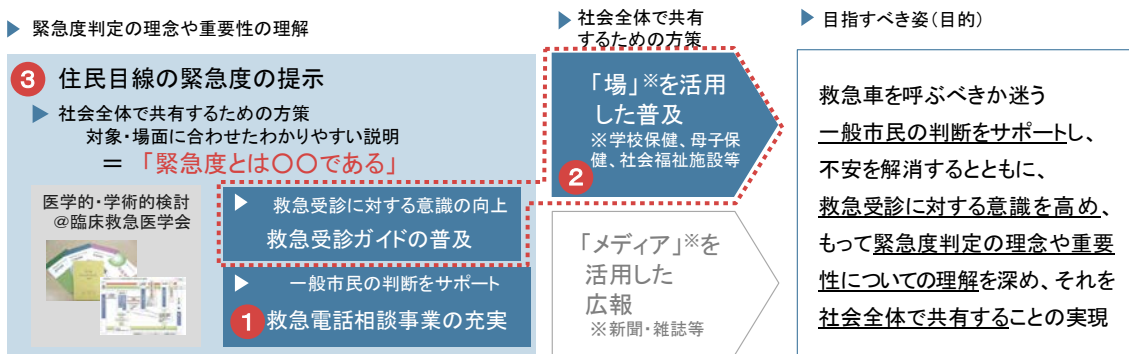 ▶ 緊急度判定の理念や重要性の理解
3 住民目線の緊急度の提示
▶ 社会全体で共有するための方策
対象・場面に合わせたわかりやすい説明
＝「緊急度とは〇〇である」
医学的・学術的検討
@臨床救急医学会
▶ 救急受診に対する意識の向上
救急受診ガイドの普及
▶ 一般市民の判断をサポート
1 救急電話相談事業の充実
▶ 社会全体で共有
するための方策
「場」※を活用
した普及
※学校保健、母子保
健、社会福祉施設等
2
「メディア」※を
活用した
広報
※新聞・雑誌等
▶ 目指すべき姿（目的）
救急車を呼ぶべきか迷う
一般市民の判断をサポートし、
不安を解消するとともに、
救急受診に対する意識を高め、
もって緊急度判定の理念や重要
性についての理解を深め、それを
社会全体で共有することの実現